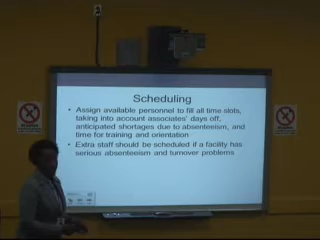 Scheduling
• Assign available personnel to fill all time slots,
taking into account associates' days off,
anticipated shortages due to absenteeism, and
time for training and orientation
• Extra staff should be scheduled if a facility has
serious absenteeism and turnover problems